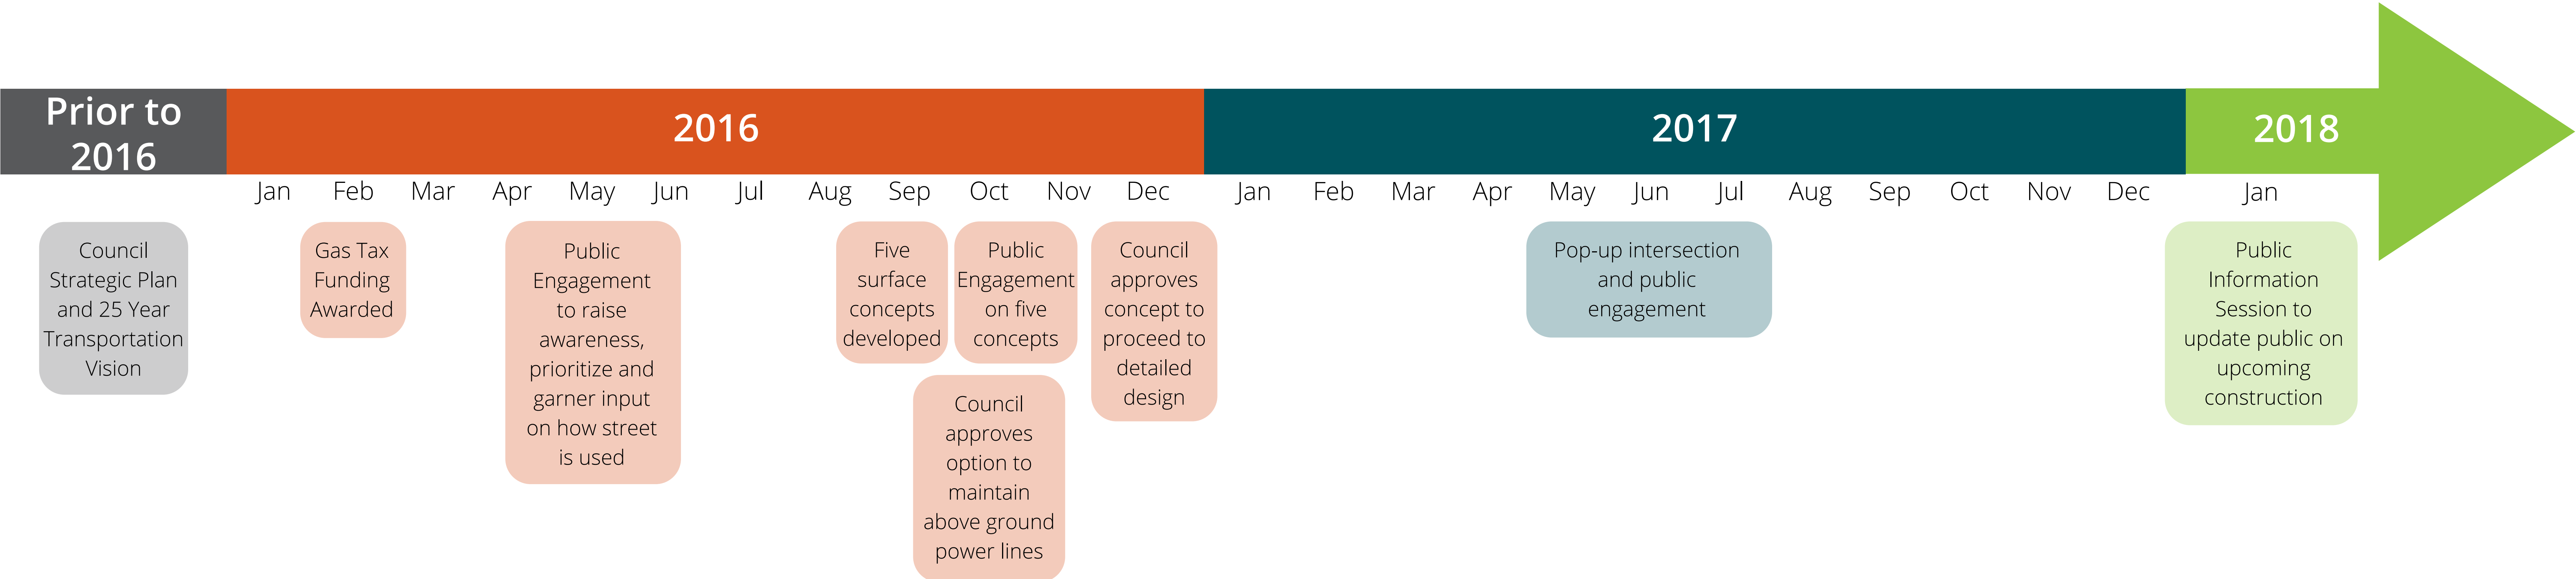 Prior to
2016
2016
2017
2018
Jan Feb Mar Apr May Jun Jul Aug Sep Oct Nov Dec Jan Feb Mar Apr May Jun Jul Aug Sep Oct Nov Dec Jan
Council
Strategic Plan
and 25 Year
Transportation
Vision
Gas Tax
Funding
Awarded
Public
Engagement
to raise
awareness,
prioritize and
garner input
on how street
is used
Five
surface
concepts
developed
Public
Engagement
on five
concepts
Council
approves
option to
maintain
above ground
power lines
Council
approves
concept to
proceed to
detailed
design
Pop-up intersection
and public
engagement
Public
Information
Session to
update public on
upcoming
construction